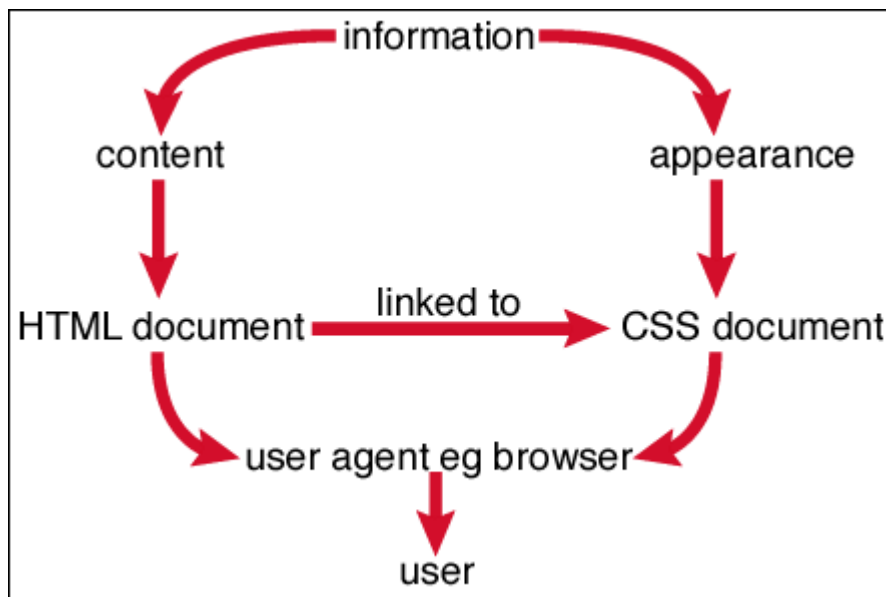 information
content
appearance
linked to
HTML document
CSS document
user agent eg browser
user